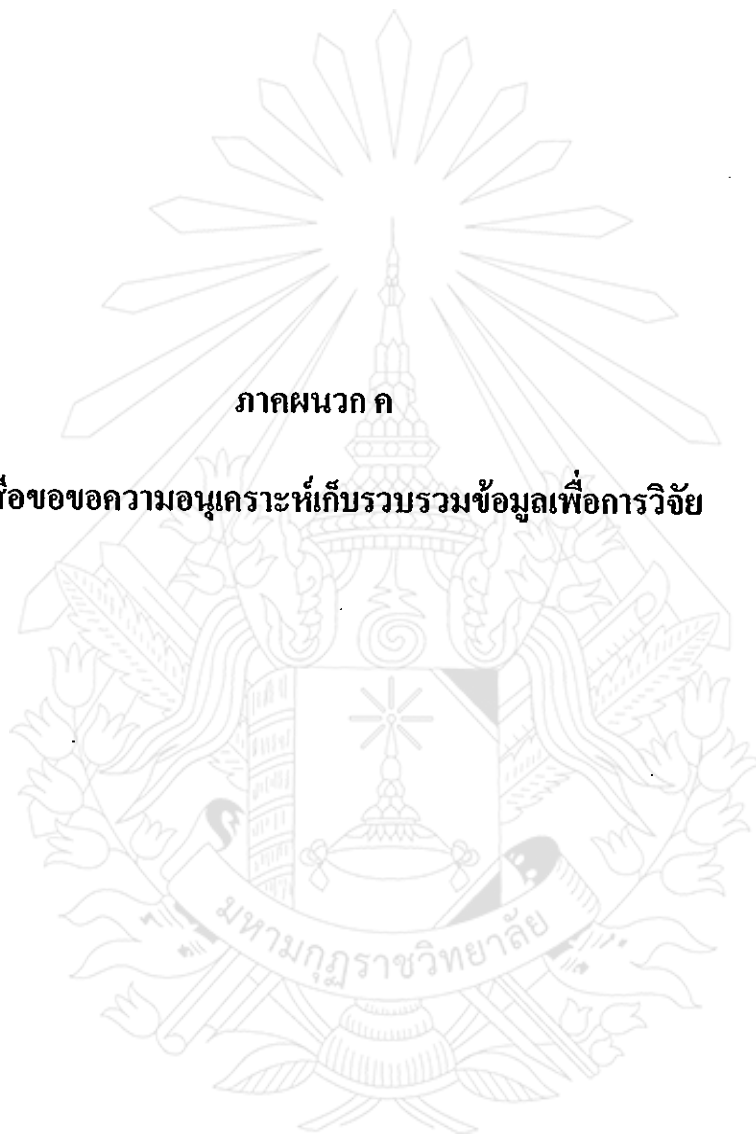 ภาคผนวก ค
ขอขอความอนุเคราะห์เก็บรวบรวมข้อมูลเพื่อการวิจัย
มหามกุฏราชวิทยาลัย